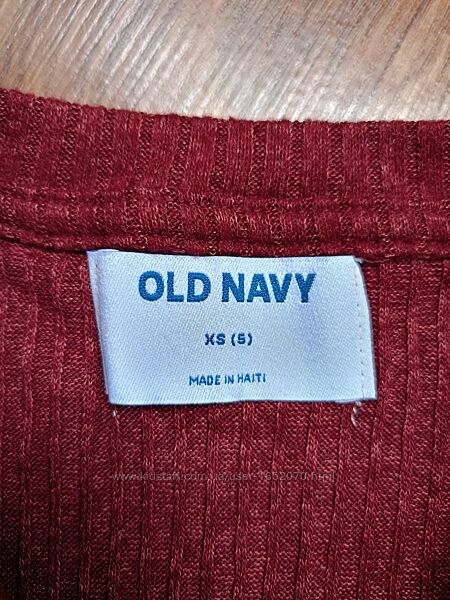 OLD NAVY
XS (5)
MADE IN HAITI